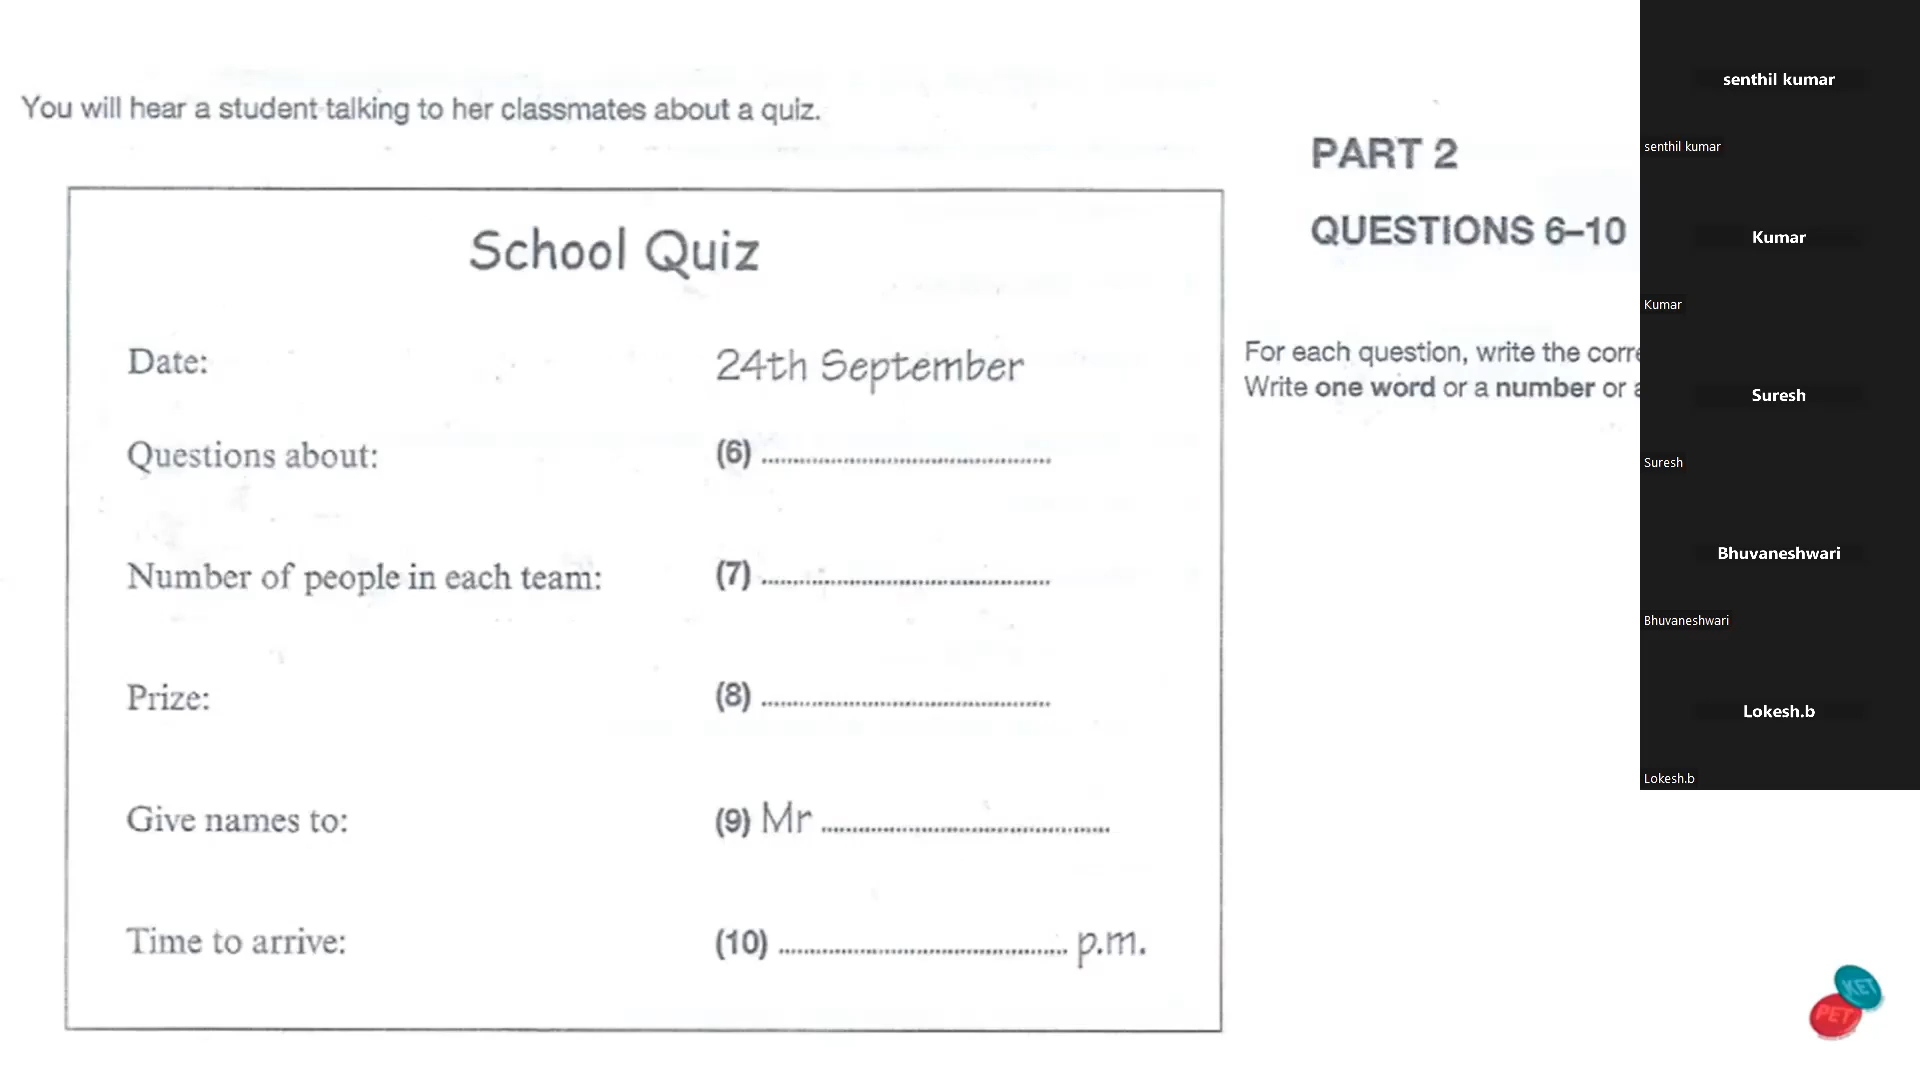 You will hear a student talking to her classmates about a quiz.
PART 2
QUESTIONS 6–10
For each question, write the corre
Write one word or a number or a
School Quiz
Date: 24th September
Questions about: (6) ..............................
Number of people in each team: (7) ..............................
Prize: (8) ..............................
Give names to: (9) Mr ..............................
Time to arrive: (10) .............................. p.m.
senthil kumar
senthil kumar
Kumar
Kumar
Suresh
Suresh
Bhuvaneshwari
Bhuvaneshwari
Lokesh.b
Lokesh.b
KET
PET